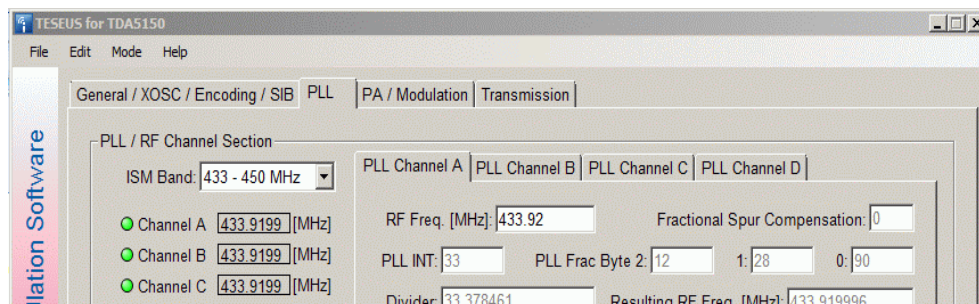 TESEUS for TDA5150
File Edit Mode Help
General / XOSC / Encoding / SIB PLL PA / Modulation Transmission
PLL / RF Channel Section
ISM Band: 433 - 450 MHz
Channel A 433.9199 [MHz]
Channel B 433.9199 [MHz]
Channel C 433.9199 [MHz]
PLL Channel A PLL Channel B PLL Channel C PLL Channel D
RF Freq. [MHz]: 433.92 Fractional Spur Compensation: 0
PLL INT: 33 PLL Frac Byte 2: 12 1: 28 0: 90
Divider: 33.378461 Resulting RF Freq. [MHz]: 433.919996
llation Software